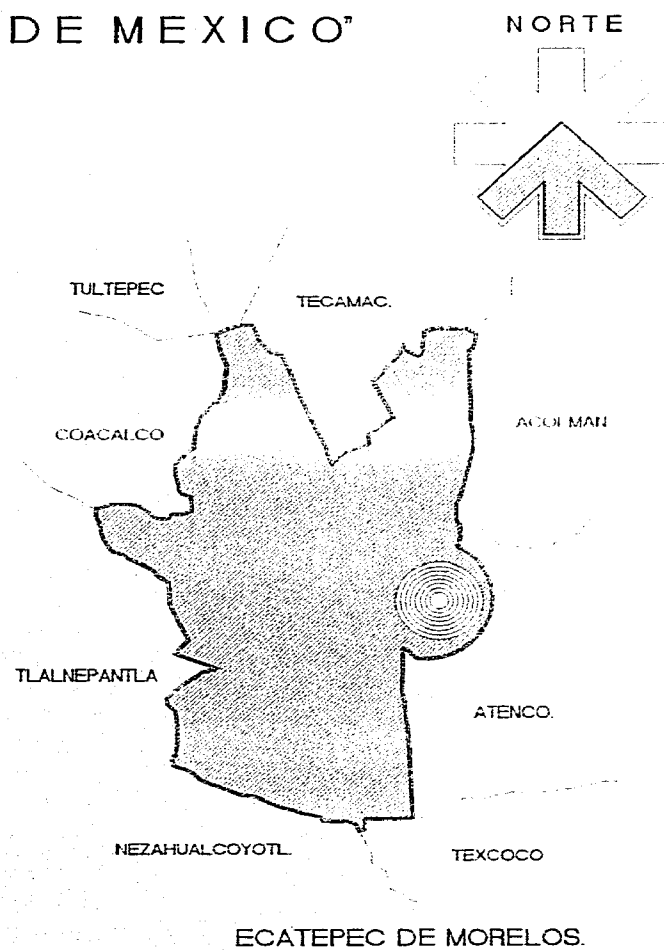 DE MEXICO”
NORTE
TULTEPEC
TECAMAC.
COACALCO
ACOLMAN
TLALNEPANTLA
ATENCO.
NEZAHUALCOYOTL.
TEXCOCO
ECATEPEC DE MORELOS.